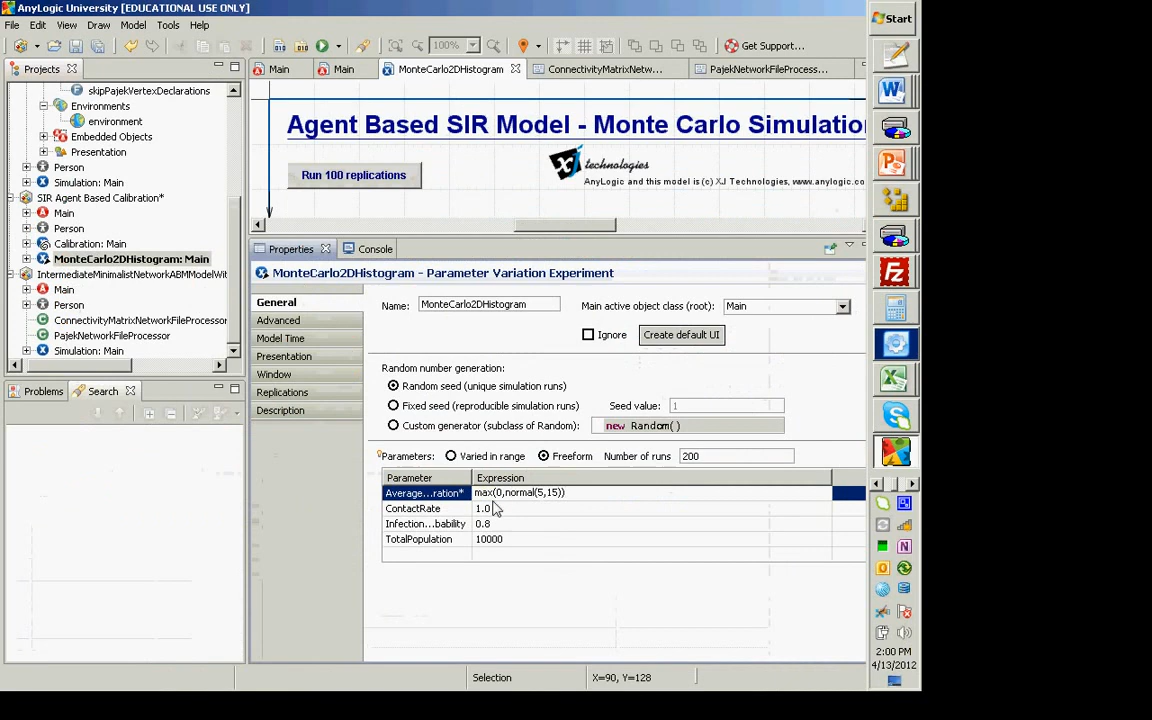 AnyLogic University [EDUCATIONAL USE ONLY]
File Edit View Draw Model Tools Help
100% Get Support...
Start
Projects
Main Main MonteCarlo2DHistogram ConnectivityMatrixNetw... PajekNetworkFileProcess...
skipPajekVertexDeclarations
Environments
environment
Embedded Objects
Presentation
Person
Simulation: Main
SIR Agent Based Calibration*
Main
Person
Calibration: Main
MonteCarlo2DHistogram: Main
IntermediateMinimalistNetworkABMModelWit
Main
Person
ConnectivityMatrixNetworkFileProcessor
PajekNetworkFileProcessor
Simulation: Main
Agent Based SIR Model - Monte Carlo Simulatio
Run 100 replications
XJ technologies
AnyLogic and this model is (c) XJ Technologies, www.anylogic.co
Properties Console
MonteCarlo2DHistogram - Parameter Variation Experiment
General
Advanced
Model Time
Presentation
Window
Replications
Description
Name: MonteCarlo2DHistogram Main active object class (root): Main
Ignore Create default UI
Random number generation:
Random seed (unique simulation runs)
Fixed seed (reproducible simulation runs) Seed value: 1
Custom generator (subclass of Random): new Random()
Parameters: Varied in range Freeform Number of runs 200
Parameter Expression
Average...ration* max(0,normal(5,15))
ContactRate 1.0
Infection...bability 0.8
TotalPopulation 10000
Problems Search
Selection X=90, Y=128
2:00 PM
4/13/2012